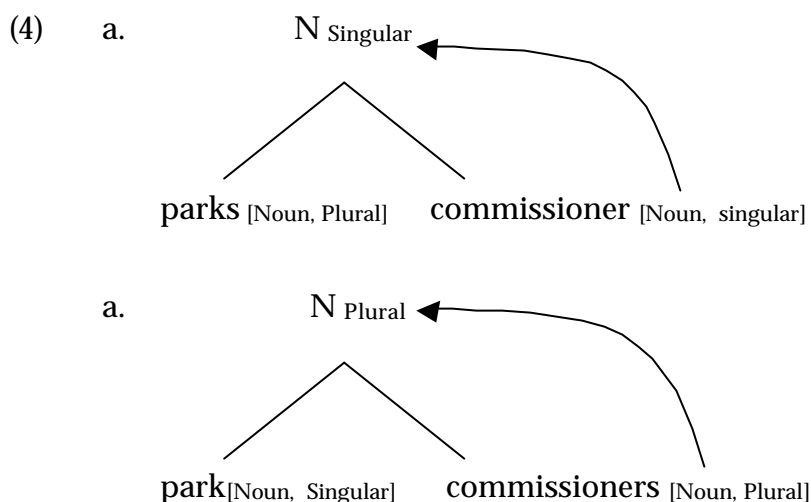 (4) a. N Singular
parks [Noun, Plural] commissioner [Noun, singular]
a. N Plural
park[Noun, Singular] commissioners [Noun, Plural]